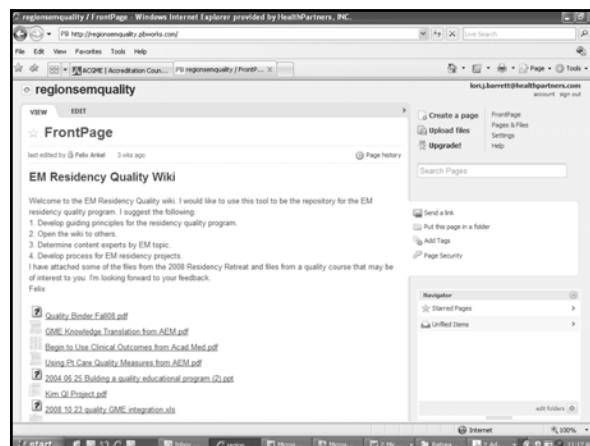 regionsemquality / FrontPage - Windows Internet Explorer provided by HealthPartners, INC.
http://regionsemquality.pbworks.com/
Live Search
File Edit View Favorites Tools Help
ACGME | Accreditation Coun...
regionsemquality / FrontP...
Page
Tools
regionsemquality
lori.j.barrett@healthpartners.com
account sign out
VIEW EDIT
FrontPage
last edited by Felix Ankel 3 wks ago
Page history
EM Residency Quality Wiki
Welcome to the EM Residency Quality wiki. I would like to use this tool to be the repository for the EM
residency quality program. I suggest the following.
1. Develop guiding principles for the residency quality program.
2. Open the wiki to others.
3. Determine content experts by EM topic.
4. Develop process for EM residency projects
I have attached some of the files from the 2008 Residency Retreat and files from a quality course that may be
of interest to you. I'm looking forward to your feedback.
Felix
Quality Binder Fall08.pdf
GME Knowledge Translation from AEM.pdf
Begin to Use Clinical Outcomes from Acad Med.pdf
Using Pt Care Quality Measures from AEM.pdf
2004 06 25 Building a quality educational program (2).ppt
Kim QI Project.pdf
2008 10 23 quality GME integration.xls
Create a page
Upload files
Upgrade!
FrontPage
Pages & Files
Settings
Help
Search Pages
Send a link
Put this page in a folder
Add Tags
Page Security
Navigator
Starred Pages
Unfiled Items
edit folders
Internet
100%
start
Inbox